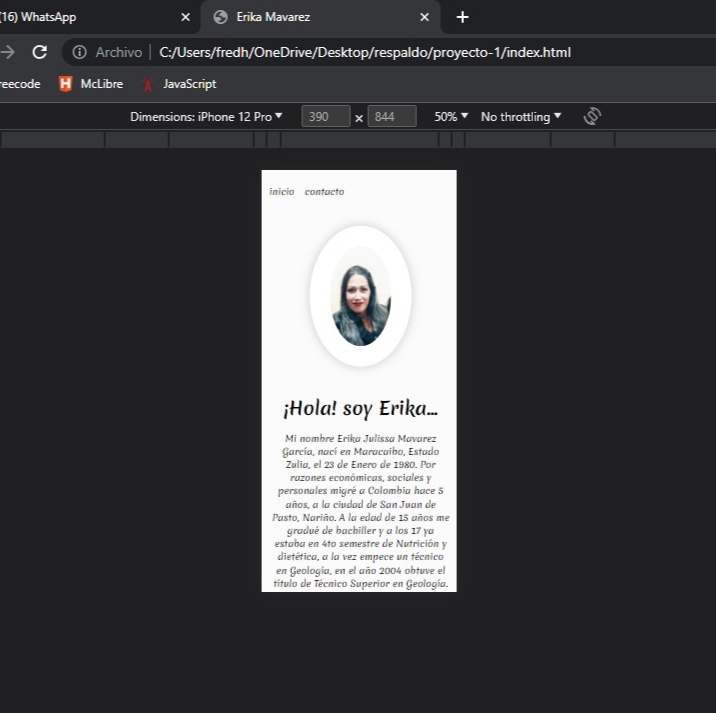 (16) WhatsApp
Erika Mavarez
Archivo
C:/Users/fredh/OneDrive/Desktop/respaldo/proyecto-1/index.html
reecode
McLibre
JavaScript
Dimensions: iPhone 12 Pro
390 × 844
50%
No throttling
inicio contacto
¡Hola! soy Erika...
Mi nombre Erika Julissa Mavarez
García, nací en Maracaibo, Estado
Zulia, el 23 de Enero de 1980. Por
razones económicas, sociales y
personales migré a Colombia hace 5
años, a la ciudad de San Juan de
Pasto, Nariño. A la edad de 15 años me
gradué de bachiller y a los 17 ya
estaba en 4to semestre de Nutrición y
dietética, a la vez empece un técnico
en Geología, en el año 2004 obtuve el
título de Técnico Superior en Geología.